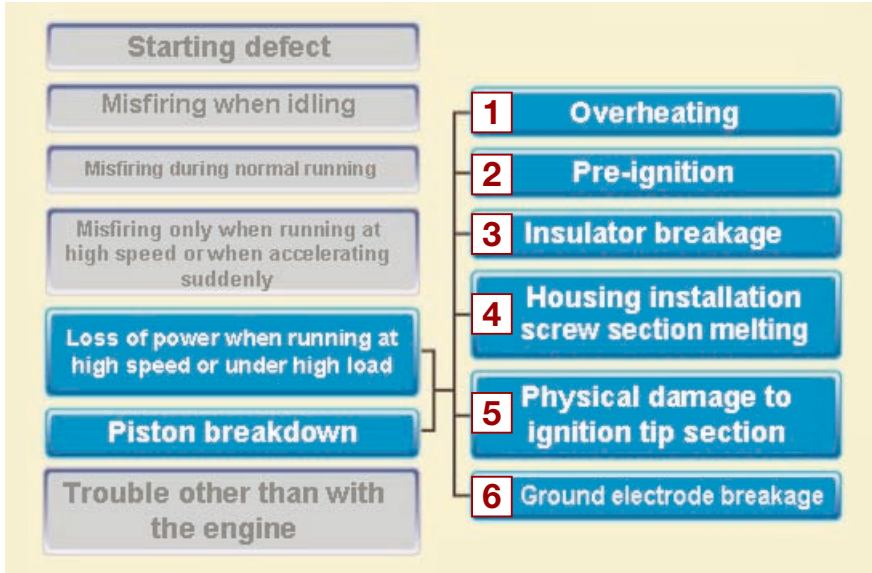 Starting defect
Misfiring when idling
Misfiring during normal running
Misfiring only when running at
high speed or when accelerating
suddenly
Loss of power when running at
high speed or under high load
Piston breakdown
Trouble other than with
the engine
1 Overheating
2 Pre-ignition
3 Insulator breakage
4 Housing installation
screw section melting
5 Physical damage to
ignition tip section
6 Ground electrode breakage